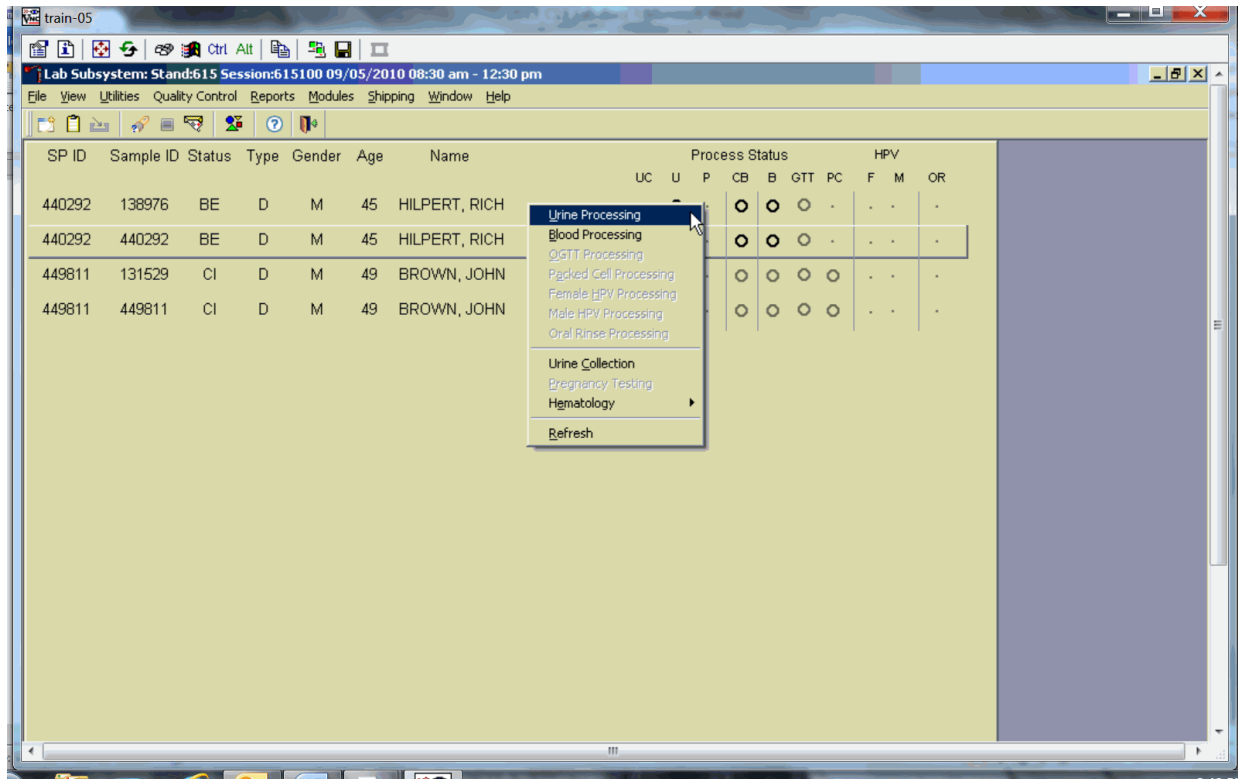 train-05
Ctrl Alt
Lab Subsystem: Stand:615 Session:615100 09/05/2010 08:30 am - 12:30 pm
File View Utilities Quality Control Reports Modules Shipping Window Help
SP ID Sample ID Status Type Gender Age Name Process Status HPV
UC U P CB B GTT PC F M OR
440292 138976 BE D M 45 HILPERT, RICH
440292 440292 BE D M 45 HILPERT, RICH
449811 131529 CI D M 49 BROWN, JOHN
449811 449811 CI D M 49 BROWN, JOHN
Urine Processing
Blood Processing
OGTT Processing
Packed Cell Processing
Female HPV Processing
Male HPV Processing
Oral Rinse Processing
Urine Collection
Pregnancy Testing
Hematology
Refresh